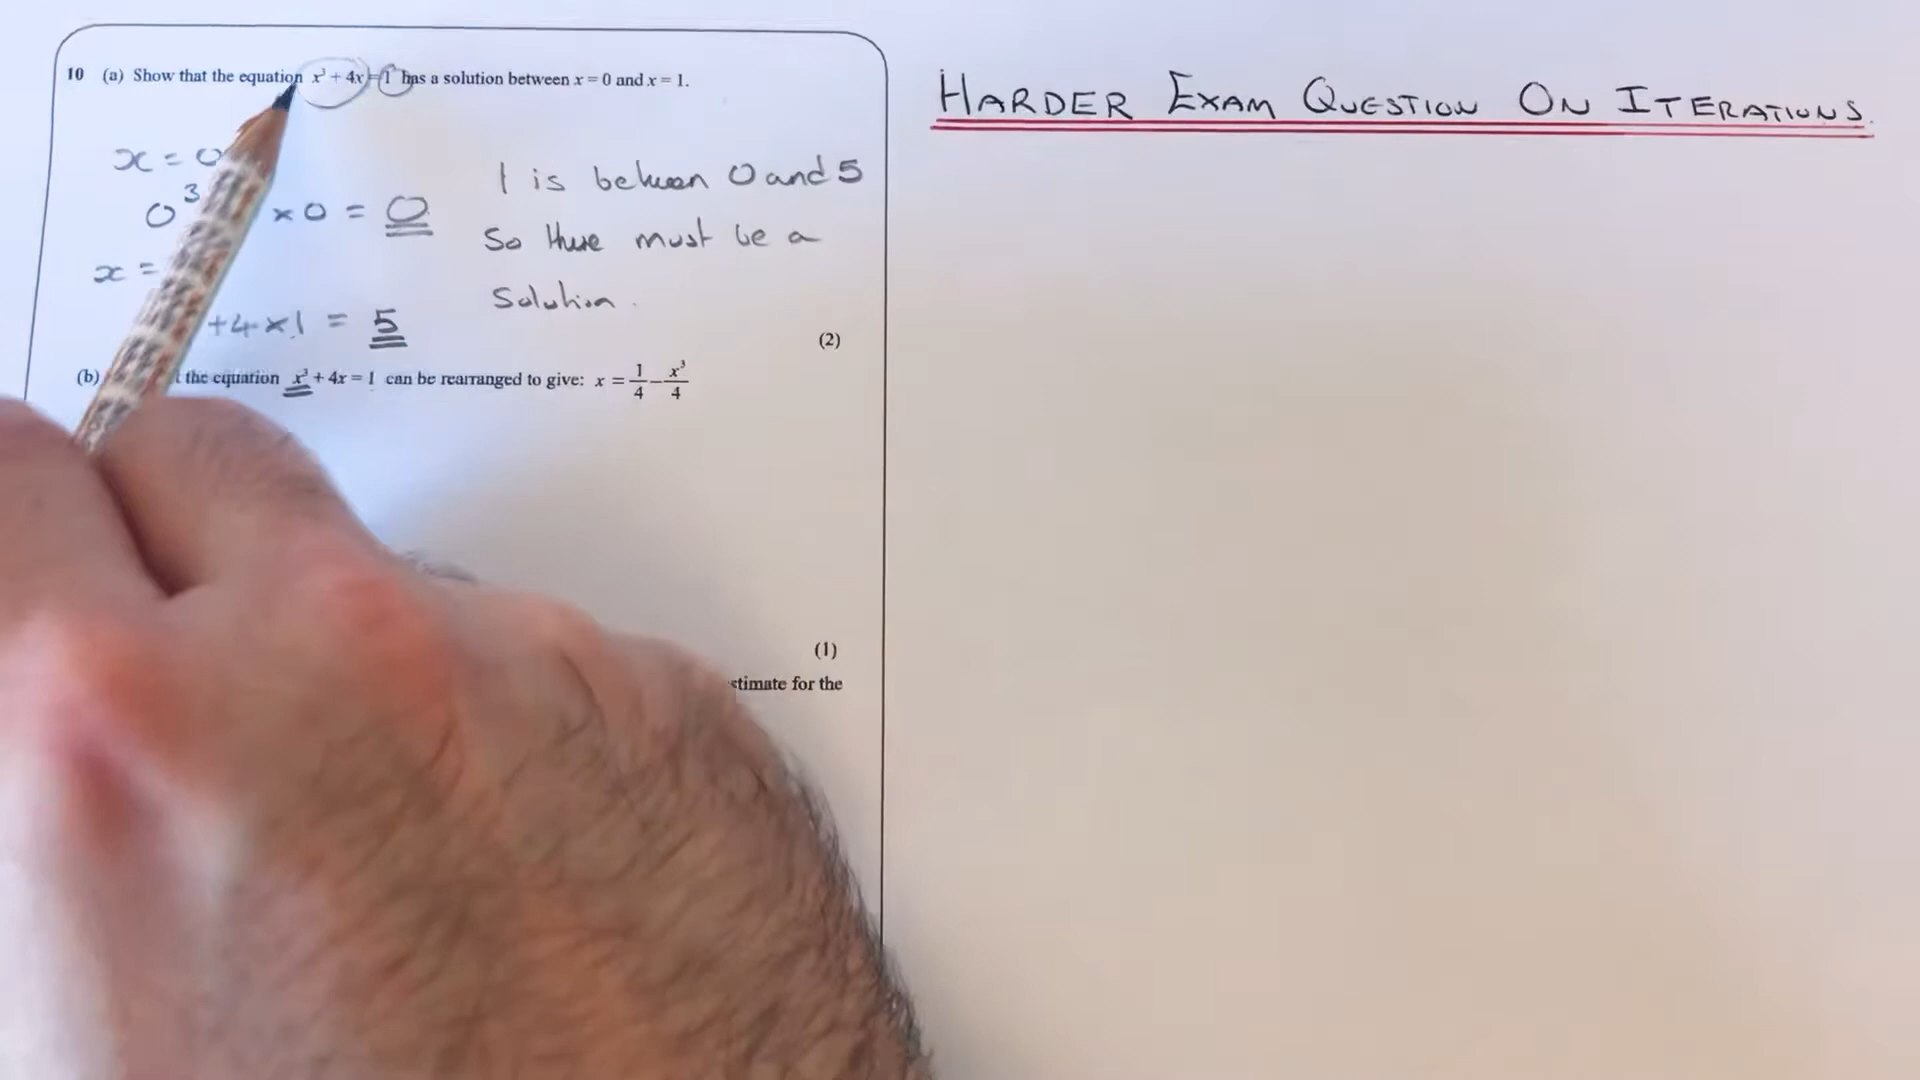 10 (a) Show that the equation x³ + 4x = 1 has a solution between x = 0 and x = 1.
HARDER EXAM QUESTION ON ITERATIONS.
x = 0
0³ x 0 = 0
x =
+4 x 1 = 5
1 is between 0 and 5
So there must be a
Solution.
(2)
(b) the equation x³ + 4x = 1 can be rearranged to give: x = 1/4 − x³/4
(1)
for the